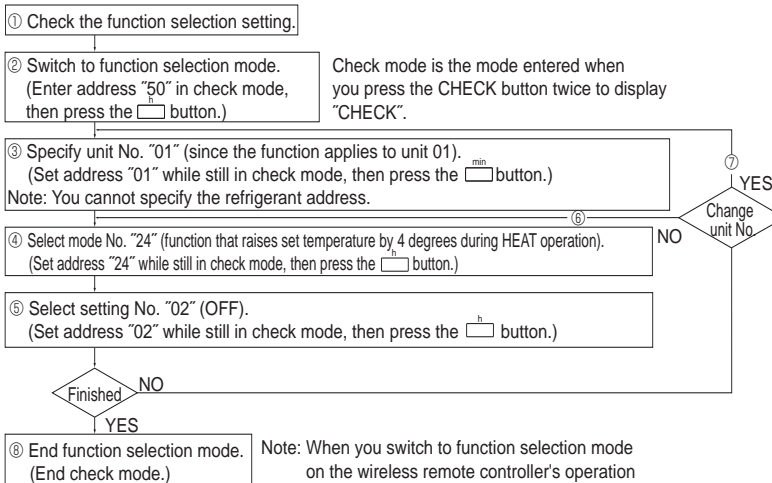 ① Check the function selection setting.
② Switch to function selection mode.
(Enter address ˝50˝ in check mode,
then press the h button.)
Check mode is the mode entered when
you press the CHECK button twice to display
˝CHECK˝.
③ Specify unit No. ˝01˝ (since the function applies to unit 01).
(Set address ˝01˝ while still in check mode, then press the min button.)
Note: You cannot specify the refrigerant address.
⑦
YES
Change
unit No.
⑥
NO
④ Select mode No. ˝24˝ (function that raises set temperature by 4 degrees during HEAT operation).
(Set address ˝24˝ while still in check mode, then press the h button.)
⑤ Select setting No. ˝02˝ (OFF).
(Set address ˝02˝ while still in check mode, then press the h button.)
Finished
NO
YES
⑧ End function selection mode.
(End check mode.)
Note: When you switch to function selection mode
on the wireless remote controller's operation